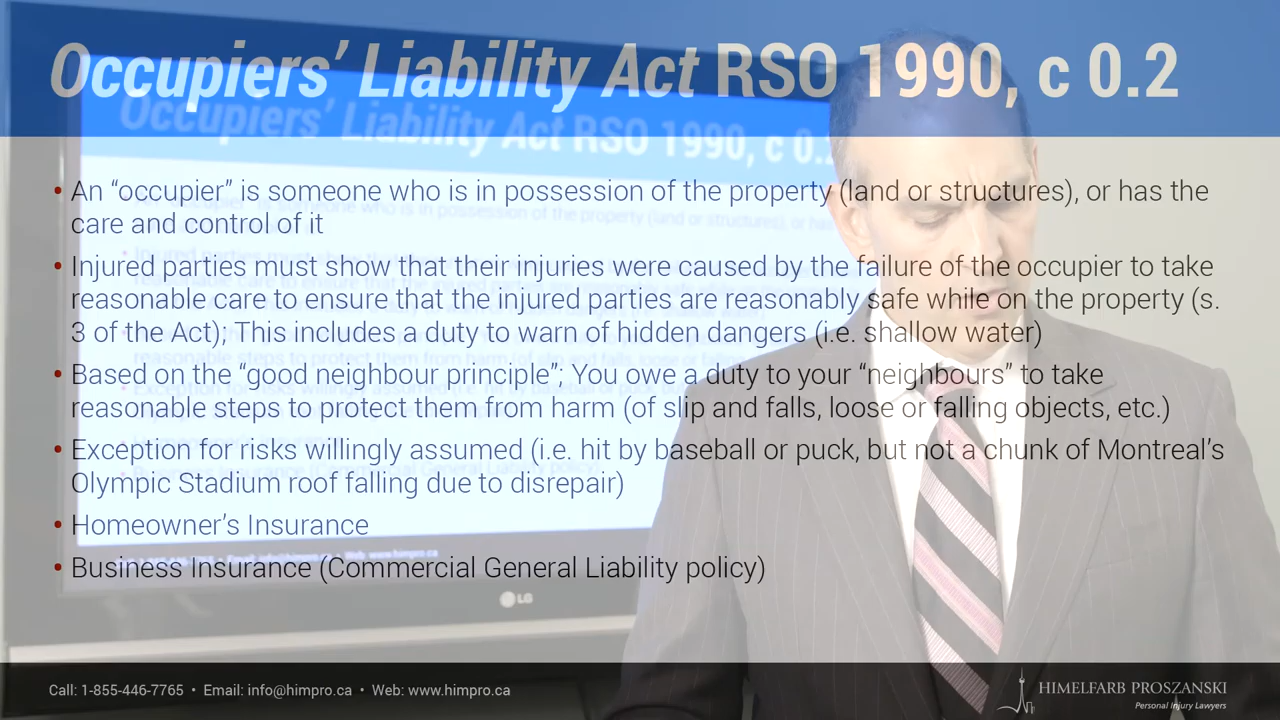 Occupiers' Liability Act RSO 1990, c 0.2
Occupiers' Liability Act RSO 1990, c 0.
• An “occupier” is someone who is in possession of the property (land or structures), or has the
care and control of it
• Injured parties must show that their injuries were caused by the failure of the occupier to take
reasonable care to ensure that the injured parties are reasonably safe while on the property (s.
3 of the Act); This includes a duty to warn of hidden dangers (i.e. shallow water)
• Based on the “good neighbour principle”: You owe a duty to your “neighbours” to take
reasonable steps to protect them from harm (of slip and falls, loose or falling objects, etc.)
• Exception for risks willingly assumed (i.e. hit by baseball or puck, but not a chunk of Montreal’s
Olympic Stadium roof falling due to disrepair)
• Homeowner’s Insurance
• Business Insurance (Commercial General Liability policy)
LG
Call: 1-855-446-7765 • Email: info@himpro.ca • Web: www.himpro.ca
HIMELFARB PROSZANSKI
Personal Injury Lawyers